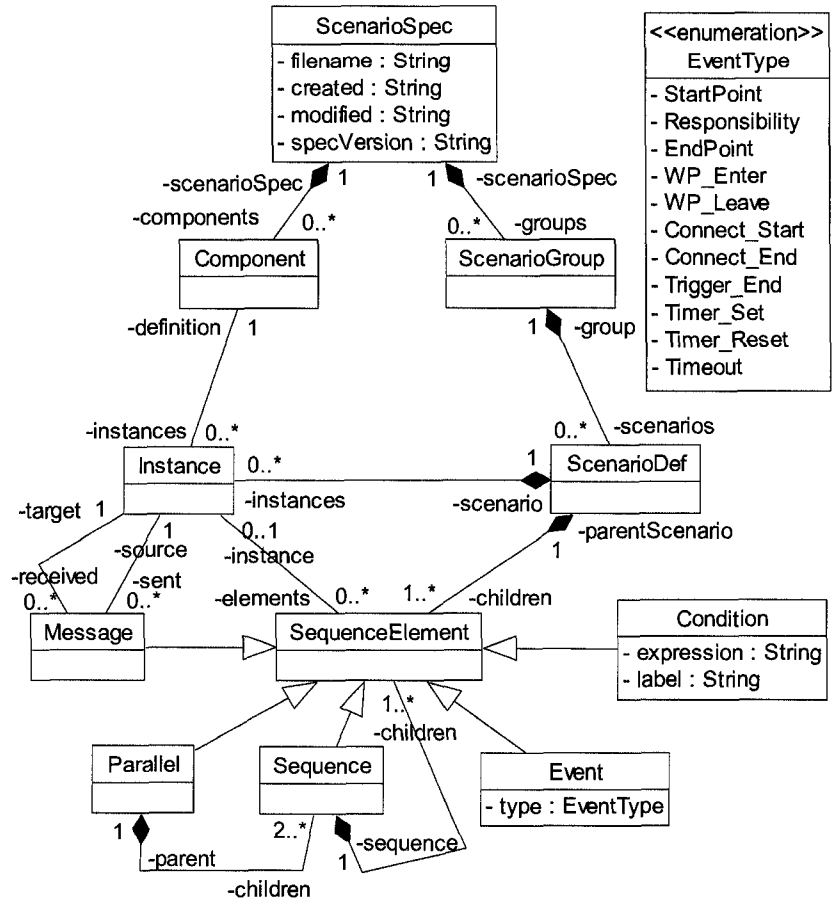 ScenarioSpec
- filename : String
- created : String
- modified : String
- specVersion : String
<<enumeration>>
EventType
- StartPoint
- Responsibility
- EndPoint
- WP_Enter
- WP_Leave
- Connect_Start
- Connect_End
- Trigger_End
- Timer_Set
- Timer_Reset
- Timeout
-scenarioSpec 1
1 -scenarioSpec
-components 0..*
0..* -groups
Component
ScenarioGroup
-definition 1
1 -group
-instances 0..*
0..* -scenarios
Instance
0..* -instances
1 -scenario
ScenarioDef
-target 1
1 -source
0..1 -instance
-parentScenario 1
-received 0..*
-sent 0..*
-elements 0..*
1..* -children
Message
SequenceElement
Condition
- expression : String
- label : String
1..* -children
Parallel
Sequence
Event
- type : EventType
1 -parent
2..* -children
1 -sequence